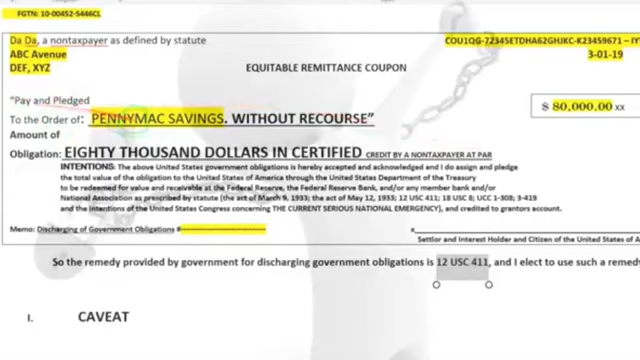 FGTN: 10-00452-5446CL
Da Da, a nontaxpayer as defined by statute
COU1QG-72345ETDHA62GHJKC-K23459671 – IY
ABC Avenue
3-01-19
DEF, XYZ
EQUITABLE REMITTANCE COUPON
"Pay and Pledged
$ 80,000.00 xx
To the Order of: PENNYMAC SAVINGS. WITHOUT RECOURSE"
Amount of
Obligation: EIGHTY THOUSAND DOLLARS IN CERTIFIED CREDIT BY A NONTAXPAYER AT PAR
INTENTIONS: The above United States government obligations is hereby accepted and acknowledged and I do assign and pledge
the total value of the obligation to the United States of America through the United States Department of the Treasury
to be redeemed for value and receivable at the Federal Reserve, the Federal Reserve Bank, and/or any member bank and/or
National Association as prescribed by statute (the act of March 9, 1933; the act of May 12, 1933; 12 USC 411; 18 USC 8; UCC 1-308; 3-419
and the intentions of the United States Congress concerning THE CURRENT SERIOUS NATIONAL EMERGENCY), and credited to grantors account.
Memo: Discharging of Government Obligations #
x
Settlor and Interest Holder and Citizen of the United States of A
So the remedy provided by government for discharging government obligations is 12 USC 411, and I elect to use such a remed
I. CAVEAT